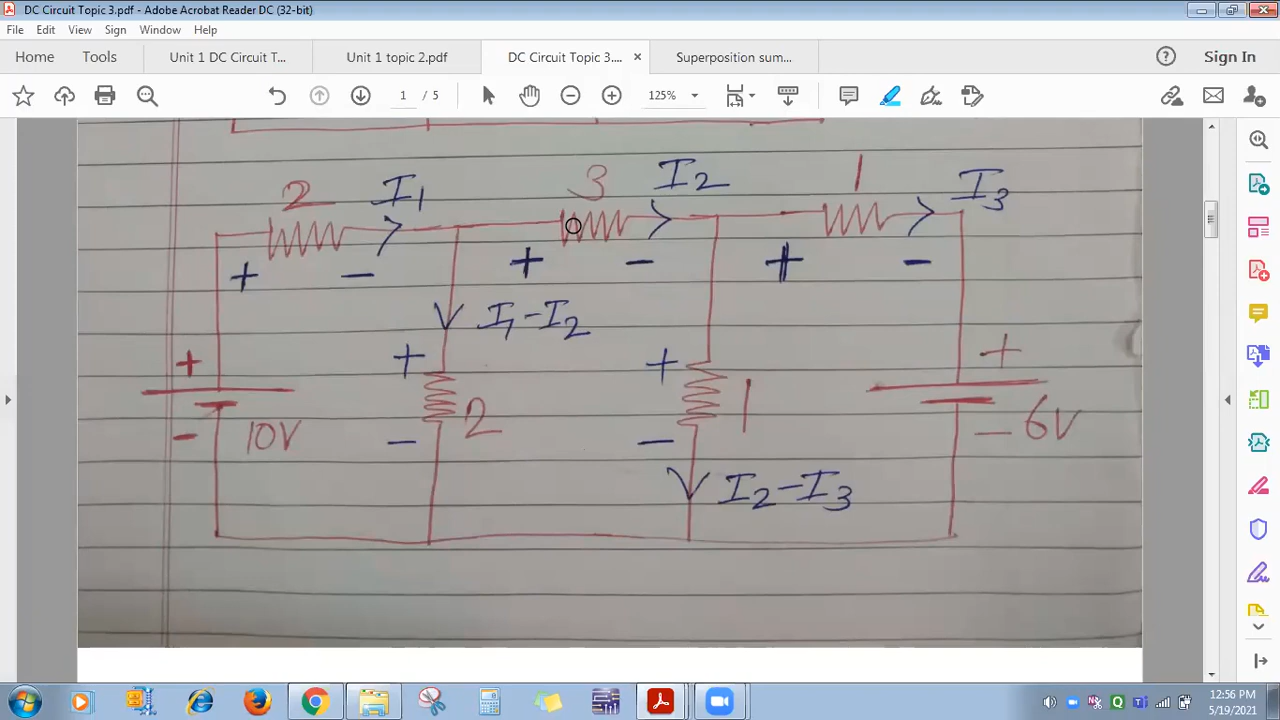 DC Circuit Topic 3.pdf - Adobe Acrobat Reader DC (32-bit)
File Edit View Sign Window Help
Home Tools Unit 1 DC Circuit T... Unit 1 topic 2.pdf DC Circuit Topic 3.... × Superposition sum... ? Sign In
1 / 5 125%
2 I1 3 I2 1 I3
+ - + - + -
I1-I2
+ + + +
- 10V - 2 - 1 - 6V
I2-I3
12:56 PM
5/19/2021